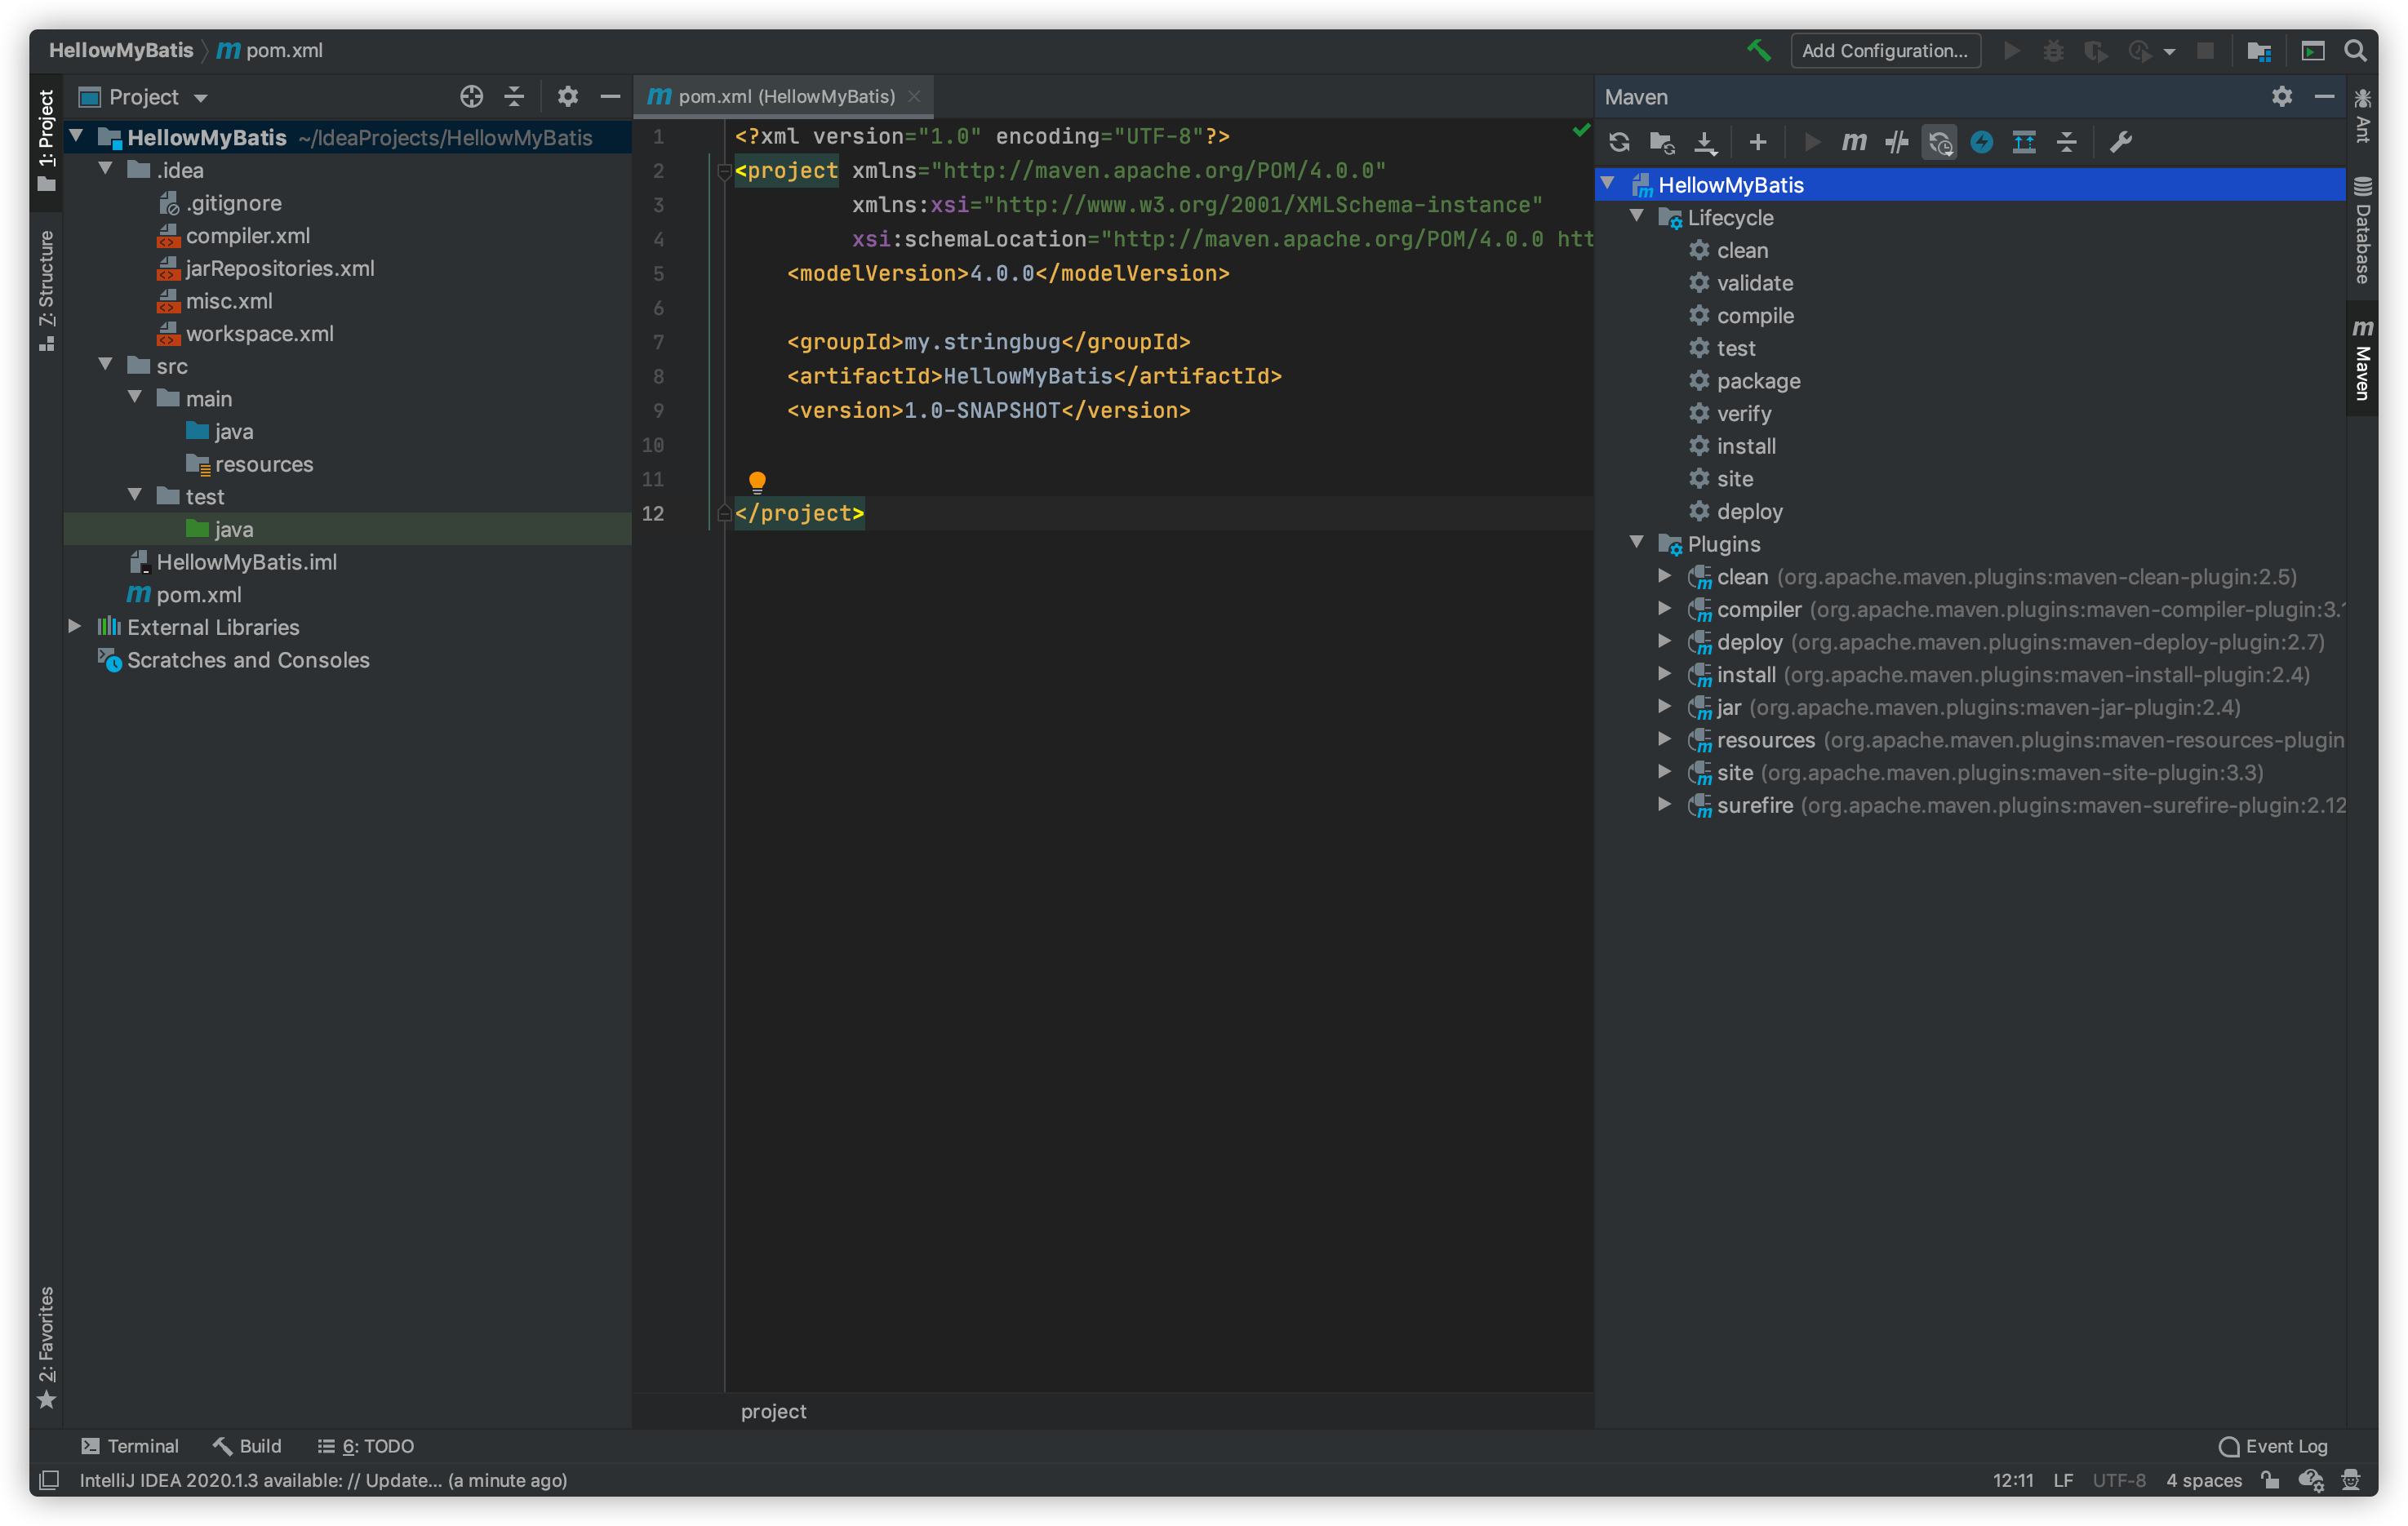 HellowMyBatis
pom.xml
Add Configuration...
1: Project
Project
pom.xml (HellowMyBatis)
Maven
Ant
HellowMyBatis ~/IdeaProjects/HellowMyBatis
.idea
.gitignore
compiler.xml
jarRepositories.xml
misc.xml
workspace.xml
src
main
java
resources
test
java
HellowMyBatis.iml
pom.xml
External Libraries
Scratches and Consoles
Z: Structure
2: Favorites
1 <?xml version="1.0" encoding="UTF-8"?>
2 <project xmlns="http://maven.apache.org/POM/4.0.0"
3 xmlns:xsi="http://www.w3.org/2001/XMLSchema-instance"
4 xsi:schemaLocation="http://maven.apache.org/POM/4.0.0 htt
5 <modelVersion>4.0.0</modelVersion>
6
7 <groupId>my.stringbug</groupId>
8 <artifactId>HellowMyBatis</artifactId>
9 <version>1.0-SNAPSHOT</version>
10
11
12 </project>
project
HellowMyBatis
Lifecycle
clean
validate
compile
test
package
verify
install
site
deploy
Plugins
clean (org.apache.maven.plugins:maven-clean-plugin:2.5)
compiler (org.apache.maven.plugins:maven-compiler-plugin:3.1
deploy (org.apache.maven.plugins:maven-deploy-plugin:2.7)
install (org.apache.maven.plugins:maven-install-plugin:2.4)
jar (org.apache.maven.plugins:maven-jar-plugin:2.4)
resources (org.apache.maven.plugins:maven-resources-plugin
site (org.apache.maven.plugins:maven-site-plugin:3.3)
surefire (org.apache.maven.plugins:maven-surefire-plugin:2.12
Database
Maven
Terminal
Build
6: TODO
Event Log
IntelliJ IDEA 2020.1.3 available: // Update... (a minute ago)
12:11
LF
UTF-8
4 spaces